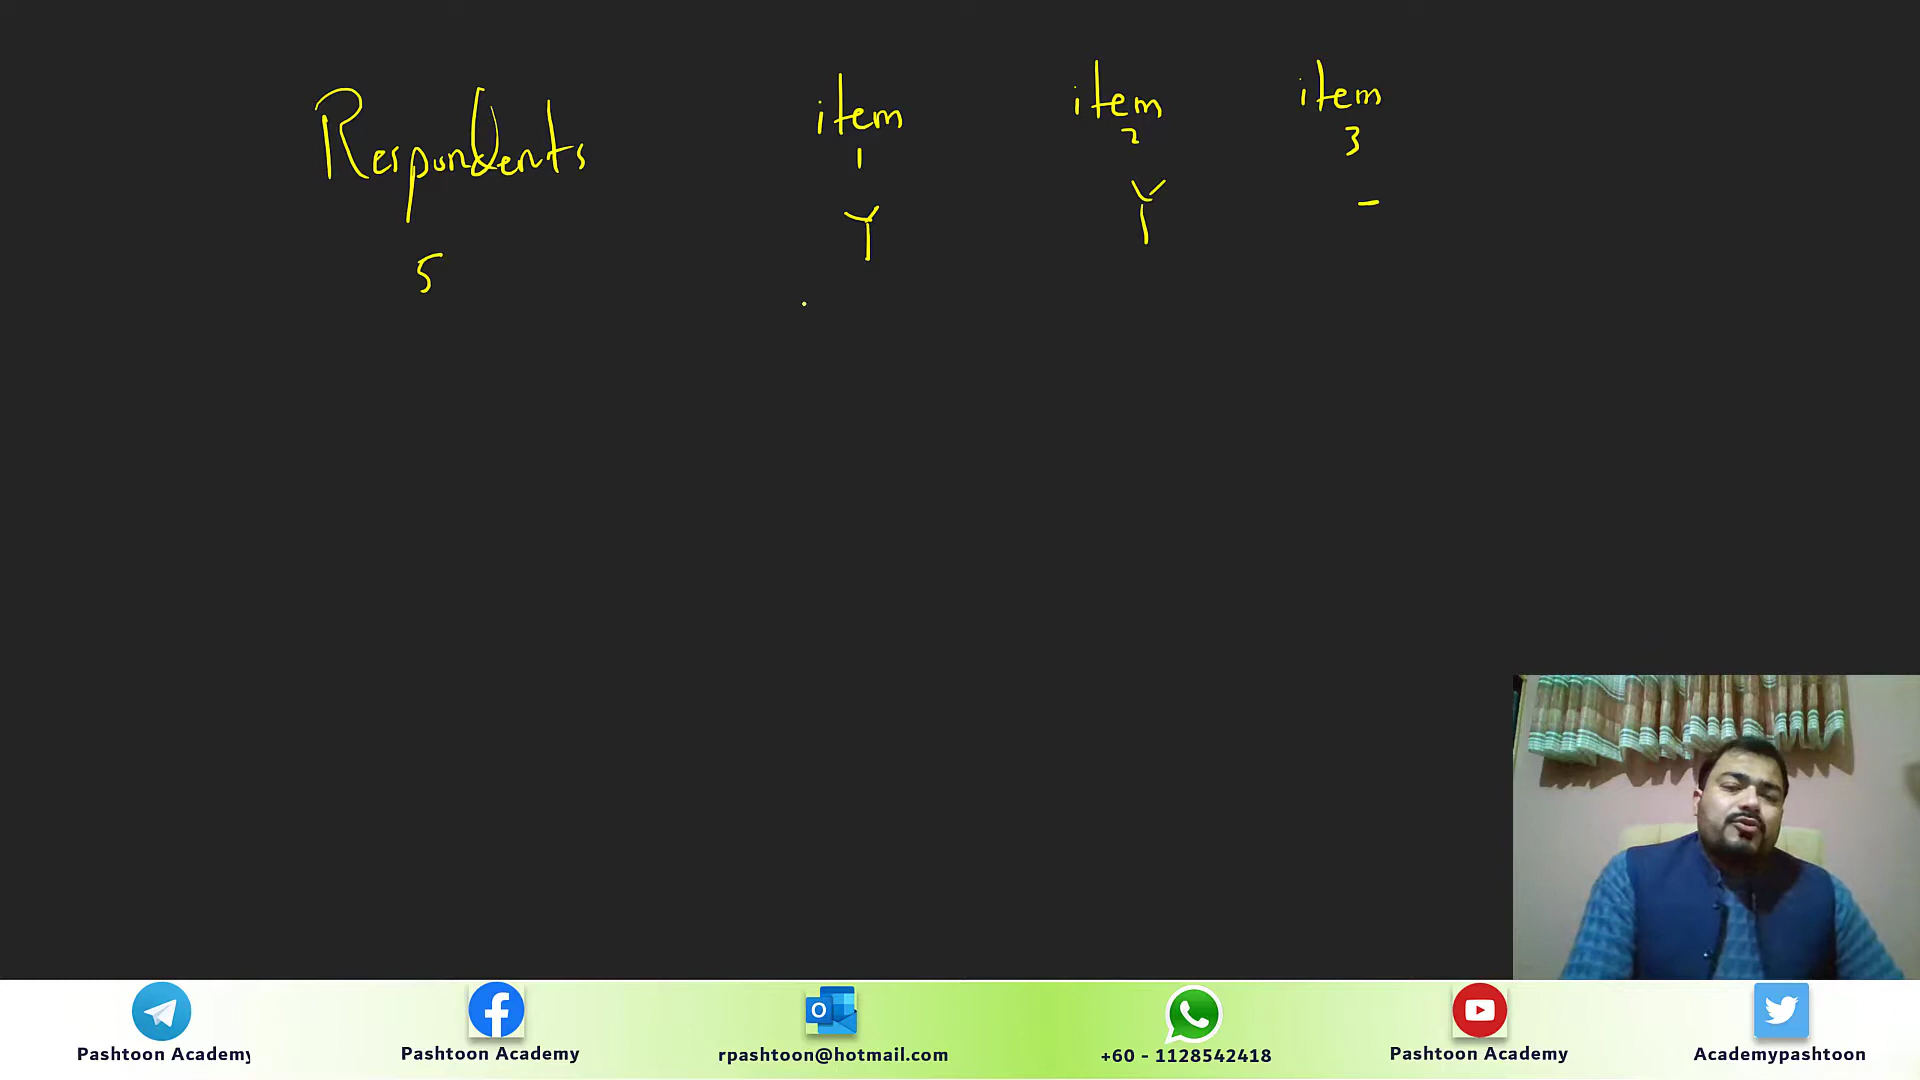 Respondents item item item
1 2 3
5 Y Y -
Pashtoon Academy Pashtoon Academy rpashtoon@hotmail.com +60 - 1128542418 Pashtoon Academy Academypashtoon